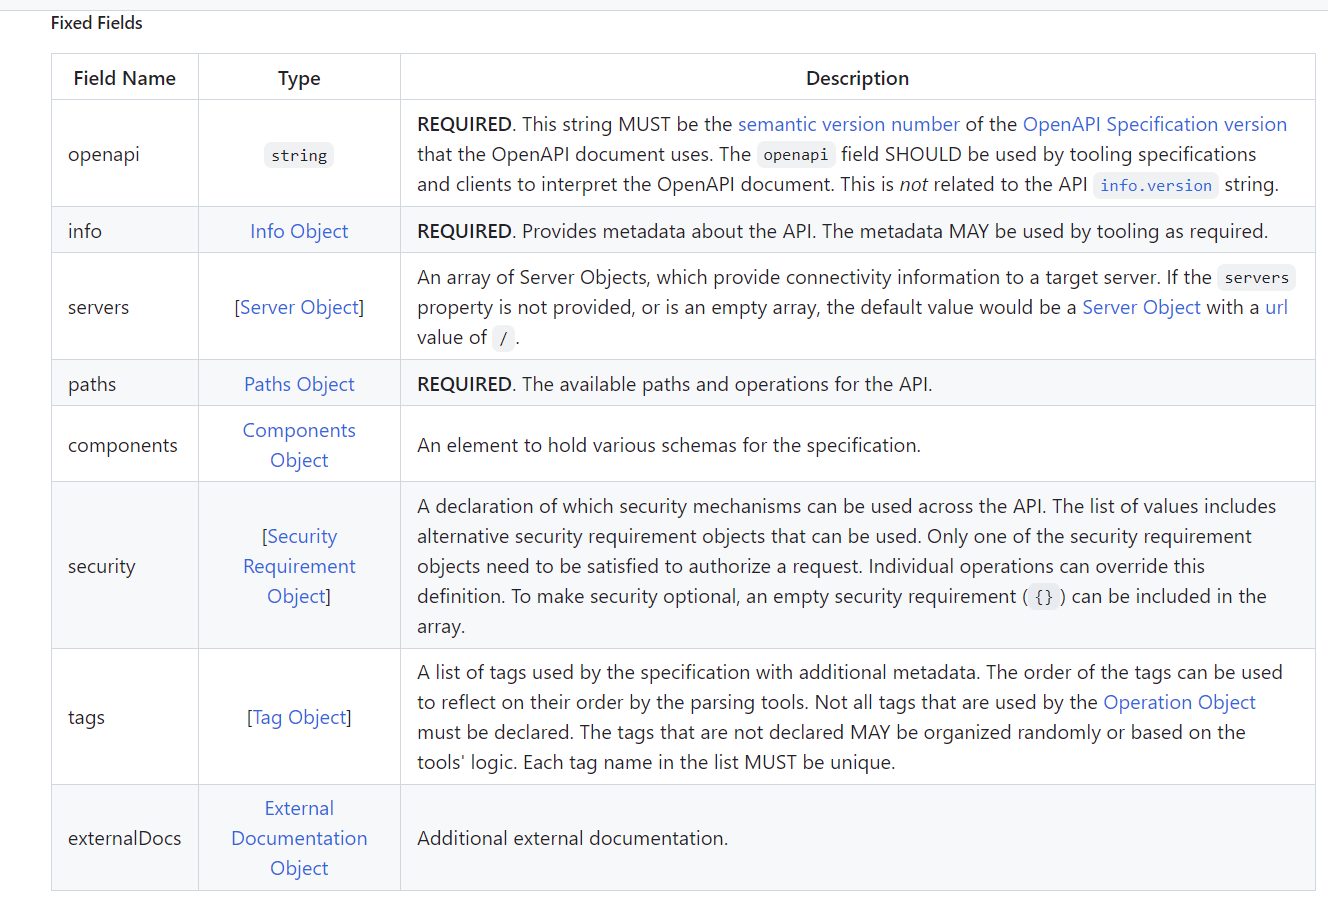 Fixed Fields
Field Name Type Description
openapi string REQUIRED. This string MUST be the semantic version number of the OpenAPI Specification version
that the OpenAPI document uses. The openapi field SHOULD be used by tooling specifications
and clients to interpret the OpenAPI document. This is not related to the API info.version string.
info Info Object REQUIRED. Provides metadata about the API. The metadata MAY be used by tooling as required.
servers [Server Object] An array of Server Objects, which provide connectivity information to a target server. If the servers
property is not provided, or is an empty array, the default value would be a Server Object with a url
value of / .
paths Paths Object REQUIRED. The available paths and operations for the API.
components Components
Object
An element to hold various schemas for the specification.
security [Security
Requirement
Object]
A declaration of which security mechanisms can be used across the API. The list of values includes
alternative security requirement objects that can be used. Only one of the security requirement
objects need to be satisfied to authorize a request. Individual operations can override this
definition. To make security optional, an empty security requirement ( {} ) can be included in the
array.
tags [Tag Object] A list of tags used by the specification with additional metadata. The order of the tags can be used
to reflect on their order by the parsing tools. Not all tags that are used by the Operation Object
must be declared. The tags that are not declared MAY be organized randomly or based on the
tools' logic. Each tag name in the list MUST be unique.
externalDocs External
Documentation
Object
Additional external documentation.